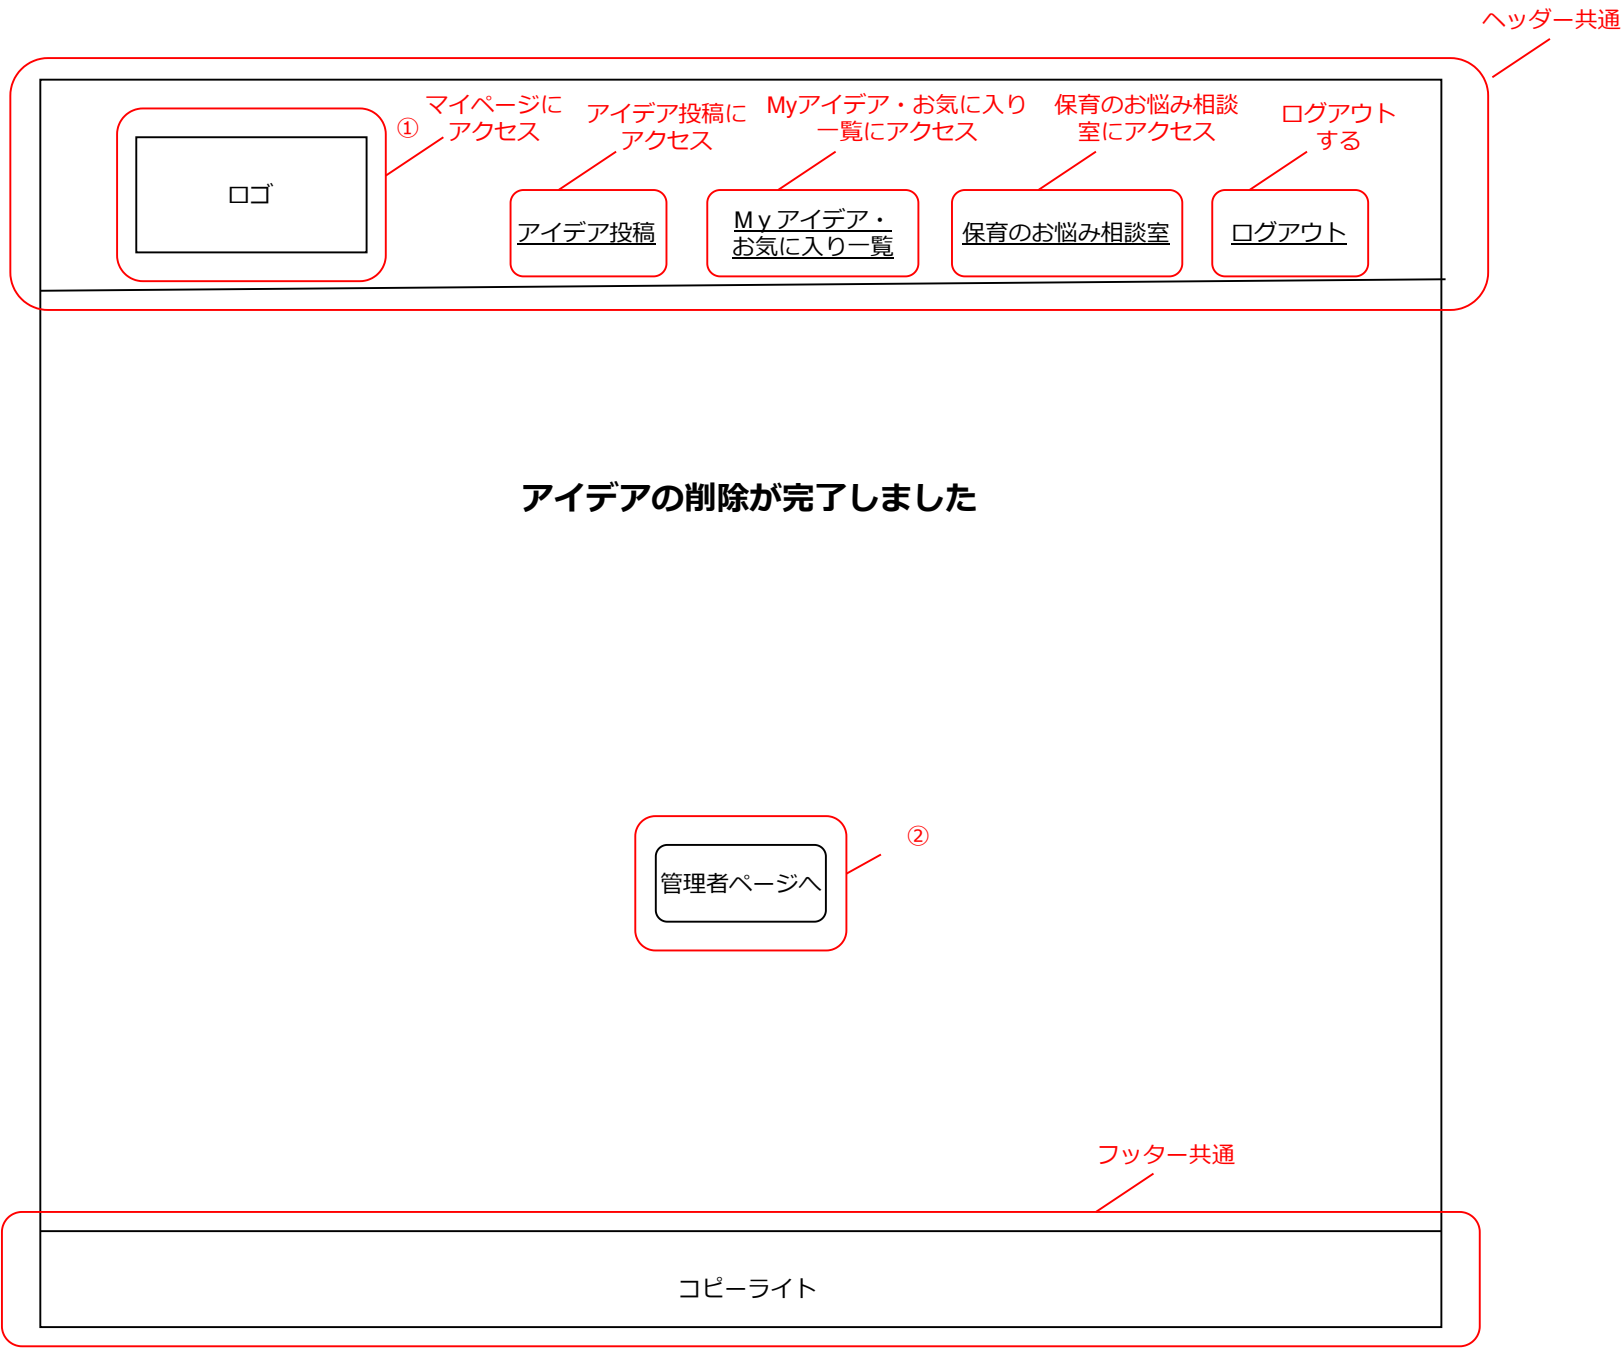 ヘッダー共通
①
マイページに
アクセス
アイデア投稿に
アクセス
Myアイデア・お気に入り
一覧にアクセス
保育のお悩み相談
室にアクセス
ログアウト
する
ロゴ
アイデア投稿
Ｍｙアイデア・
お気に入り一覧
保育のお悩み相談室
ログアウト
アイデアの削除が完了しました
②
管理者ページへ
フッター共通
コピーライト